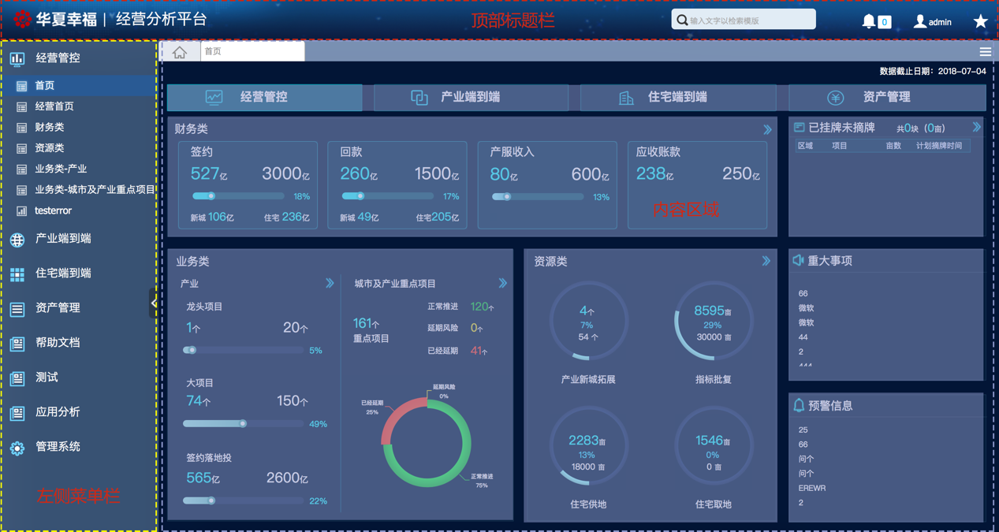 华夏幸福 | 经营分析平台
顶部标题栏
输入文字以检索模版
0
admin
经营管控
首页
经营首页
财务类
资源类
业务类-产业
业务类-城市及产业重点项目
testerror
产业端到端
住宅端到端
资产管理
帮助文档
测试
应用分析
管理系统
左侧菜单栏
首页
数据截止日期：2018-07-04
经营管控
产业端到端
住宅端到端
资产管理
财务类
签约
527亿 3000亿
18%
新城 106亿 住宅 236亿
回款
260亿 1500亿
17%
新城 49亿 住宅205亿
产服收入
80亿 600亿
13%
应收账款
238亿 250亿
内容区域
已挂牌未摘牌 共0块（0亩）
区域 项目 亩数 计划摘牌时间
业务类
产业
龙头项目
1个 20个
5%
大项目
74个 150个
49%
签约落地投
565亿 2600亿
22%
城市及产业重点项目
161个
重点项目
正常推进 120个
延期风险 0个
已经延期 41个
延期风险
0%
已经延期
25%
正常推进
75%
资源类
4个
7%
54 个
产业新城拓展
8595亩
29%
30000 亩
指标批复
2283亩
13%
18000 亩
住宅供地
1546亩
0%
0 亩
住宅取地
重大事项
66
微软
微软
44
2
444
预警信息
25
66
问个
问个
EREWR
2